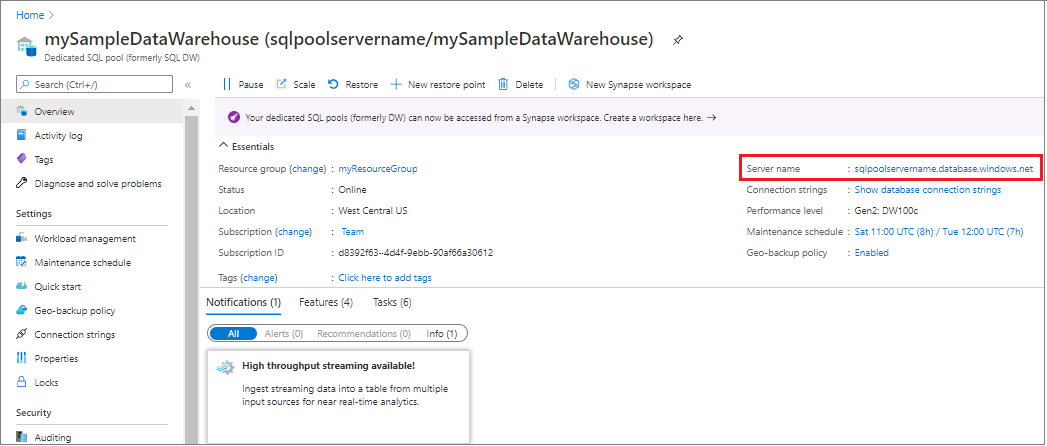 Home >
mySampleDataWarehouse (sqlpoolservername/mySampleDataWarehouse)
Dedicated SQL pool (formerly SQL DW)
Search (Ctrl+/)
«
Pause
Scale
Restore
New restore point
Delete
New Synapse workspace
Overview
Activity log
Tags
Diagnose and solve problems
Settings
Workload management
Maintenance schedule
Quick start
Geo-backup policy
Connection strings
Properties
Locks
Security
Auditing
Your dedicated SQL pools (formerly DW) can now be accessed from a Synapse workspace. Create a workspace here. →
Essentials
Resource group (change) : myResourceGroup
Status : Online
Location : West Central US
Subscription (change) : Team
Subscription ID : d8392f63--4d4f-9ebb-90af66a30612
Tags (change) : Click here to add tags
Server name : sqlpoolservername.database.windows.net
Connection strings : Show database connection strings
Performance level : Gen2: DW100c
Maintenance schedule : Sat 11:00 UTC (8h) / Tue 12:00 UTC (7h)
Geo-backup policy : Enabled
Notifications (1)
Features (4)
Tasks (6)
All
Alerts (0)
Recommendations (0)
Info (1)
High throughput streaming available!
Ingest streaming data into a table from multiple
input sources for near real-time analytics.